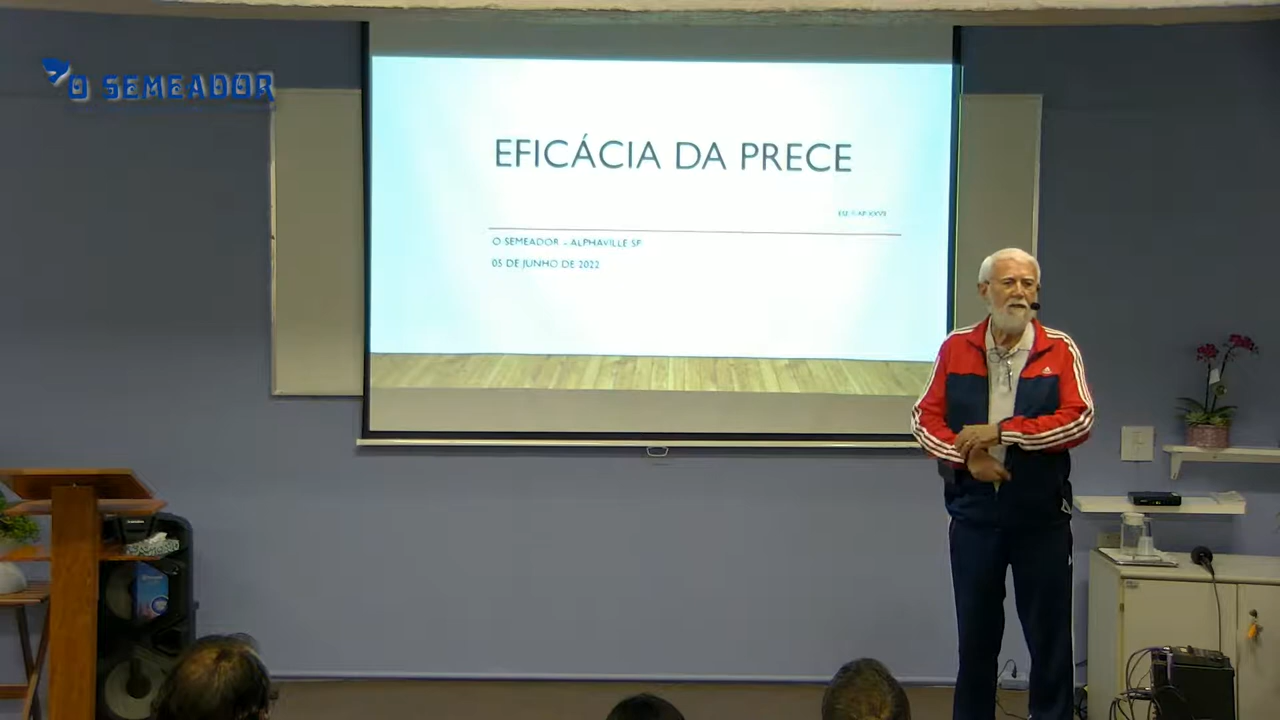 O SEMEADOR
EFICÁCIA DA PRECE
O SEMEADOR - ALPHAVILLE SP
05 DE JUNHO DE 2022